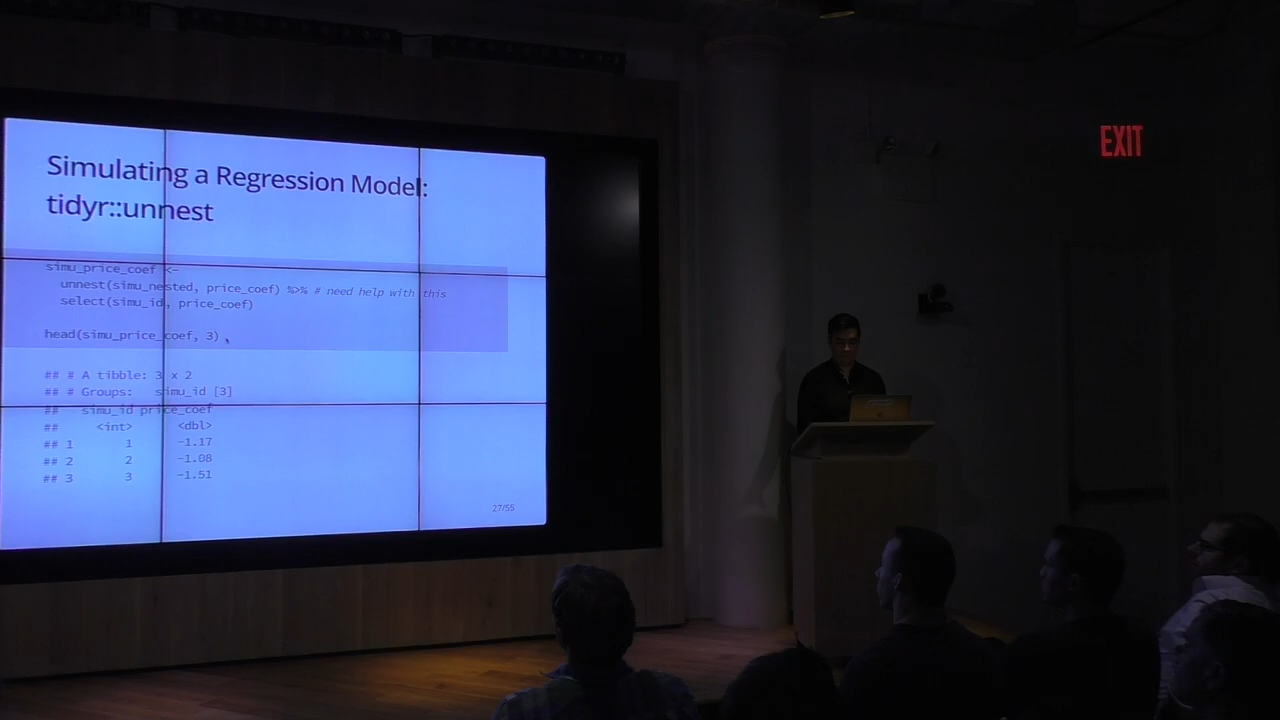 Simulating a Regression Model:
tidyr::unnest
simu_price_coef <-
unnest(simu_nested, price_coef) %>% # need help with this
select(simu_id, price_coef)
head(simu_price_coef, 3)
## # A tibble: 3 x 2
## # Groups: simu_id [3]
## simu_id price_coef
## <int> <dbl>
## 1 1 -1.17
## 2 2 -1.08
## 3 3 -1.51
27/55
EXIT